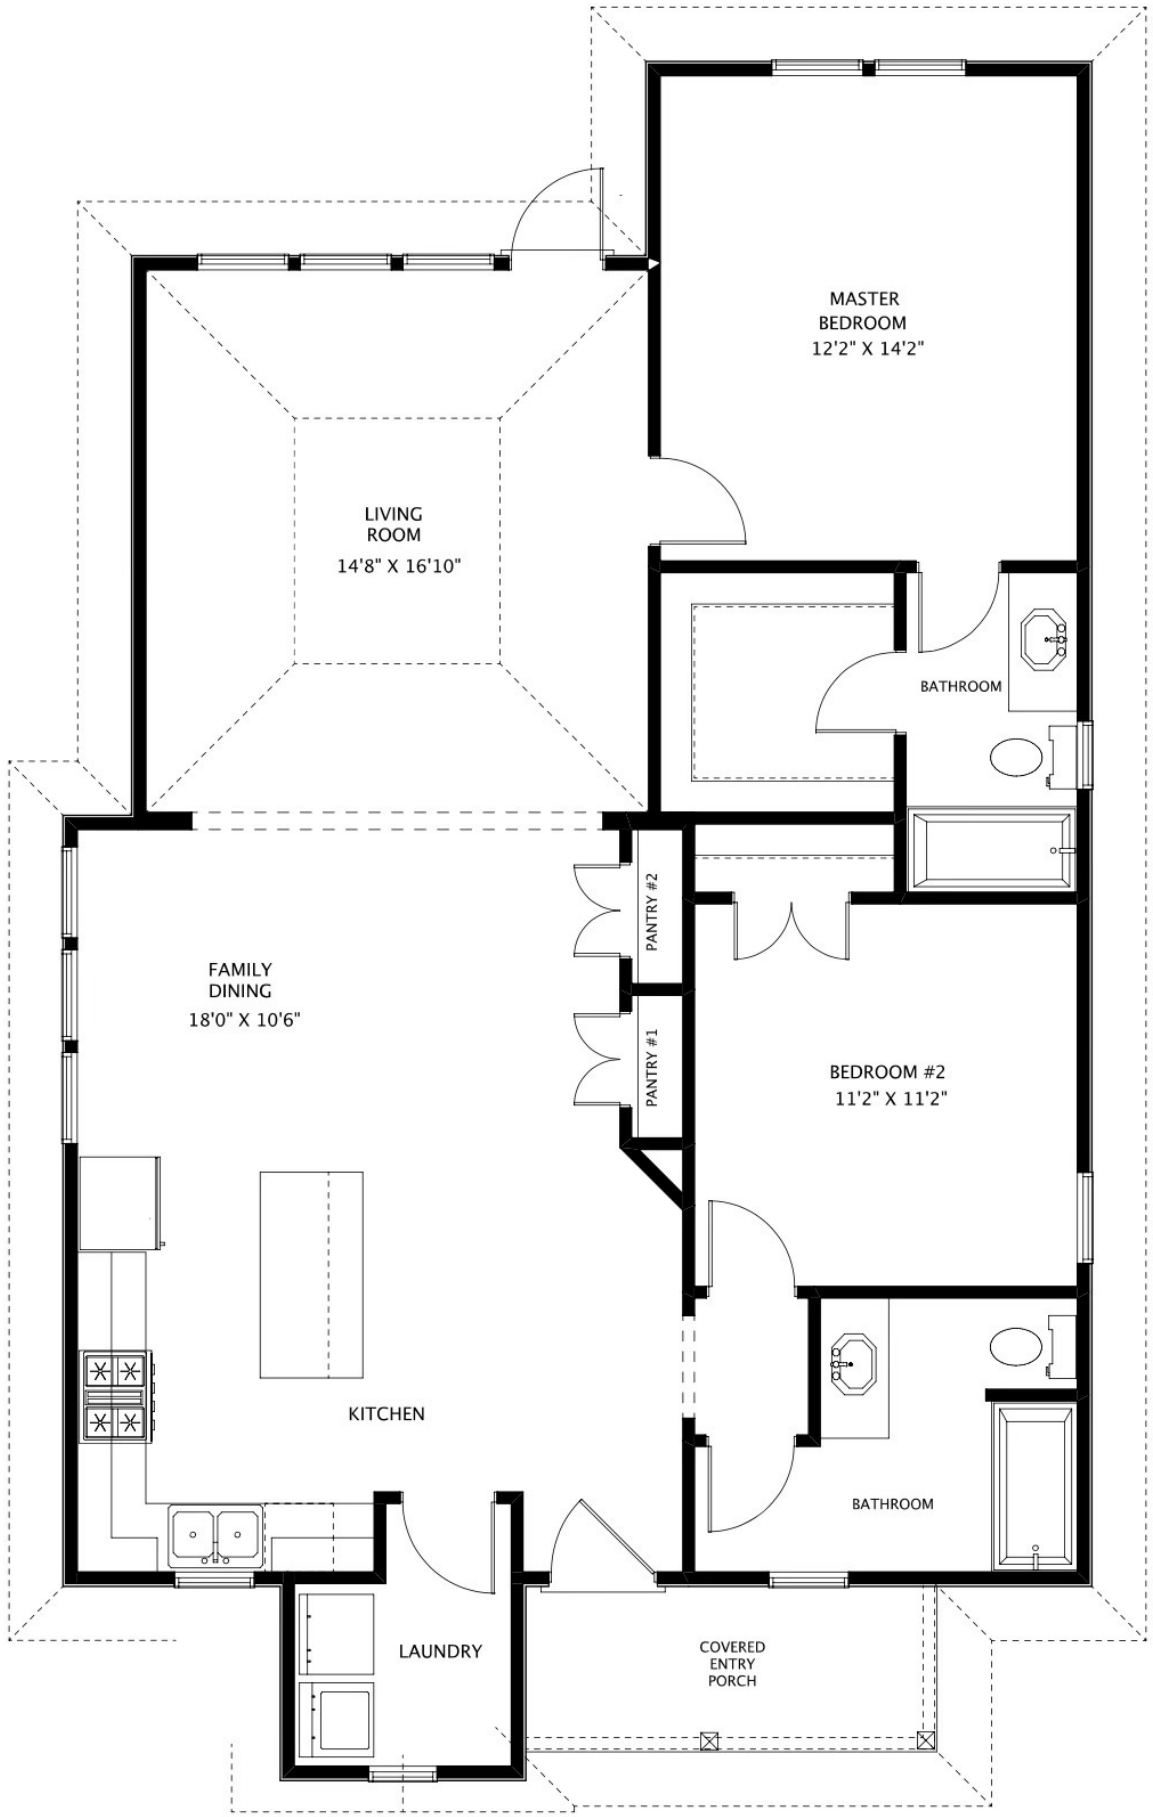 MASTER
BEDROOM
12'2" X 14'2"
LIVING
ROOM
14'8" X 16'10"
BATHROOM
PANTRY #2
FAMILY
DINING
18'0" X 10'6"
PANTRY #1
BEDROOM #2
11'2" X 11'2"
KITCHEN
BATHROOM
LAUNDRY
COVERED
ENTRY
PORCH